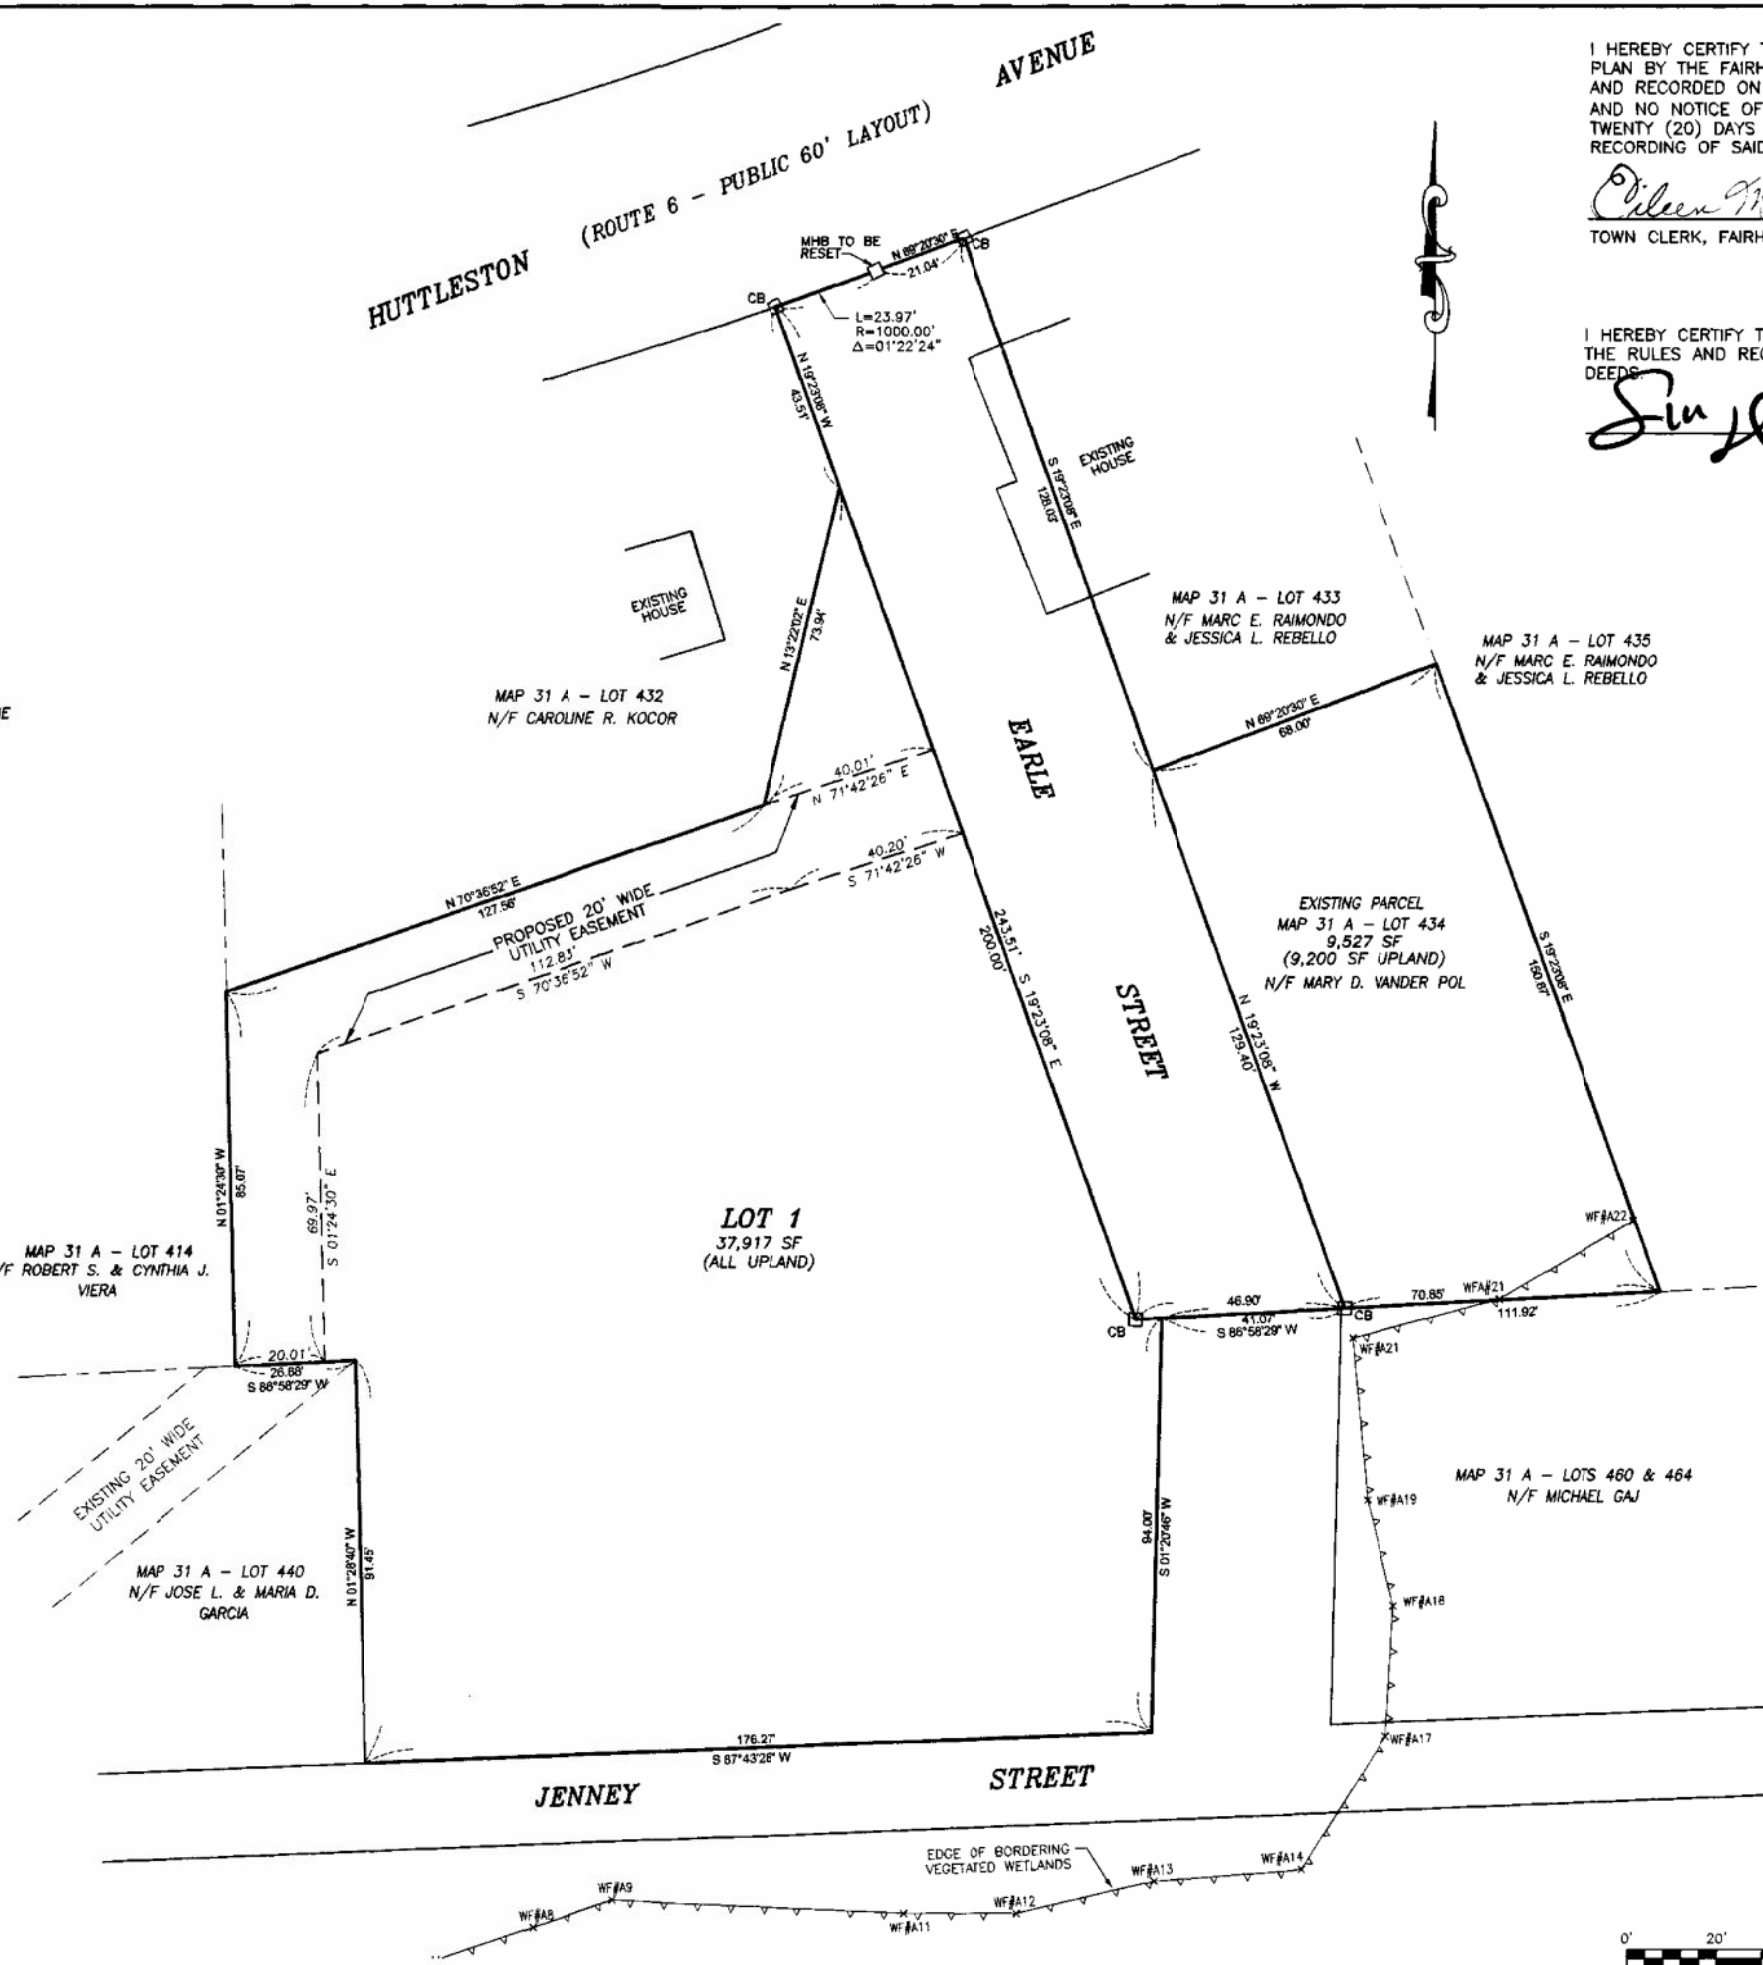 I HEREBY CERTIFY
PLAN BY THE FAIRH
AND RECORDED ON
AND NO NOTICE OF
TWENTY (20) DAYS
RECORDING OF SAID
Eileen
TOWN CLERK, FAIRH
I HEREBY CERTIFY T
THE RULES AND REG
DEEDS.
HUTTLESTON (ROUTE 6 - PUBLIC 60' LAYOUT) AVENUE
MHB TO BE
RESET
N 69°20'30" E
21.04'
CB
CB
L=23.97'
R=1000.00'
Δ=01°22'24"
N 19°23'08" W
43.51'
S 19°23'08" E
128.03'
EXISTING
HOUSE
EXISTING
HOUSE
N 13°22'02" E
73.94'
MAP 31 A - LOT 433
N/F MARC E. RAIMONDO
& JESSICA L. REBELLO
MAP 31 A - LOT 435
N/F MARC E. RAIMONDO
& JESSICA L. REBELLO
MAP 31 A - LOT 432
N/F CAROLINE R. KOCOR
N 69°20'30" E
68.00'
EARLE
STREET
40.01'
N 71°42'26" E
40.20'
S 71°42'26" W
N 70°36'52" E
127.56'
PROPOSED 20' WIDE
UTILITY EASEMENT
112.83'
S 70°36'52" W
243.51' S 19°23'08" E
200.00'
EXISTING PARCEL
MAP 31 A - LOT 434
9,527 SF
(9,200 SF UPLAND)
N/F MARY D. VANDER POL
S 19°23'08" E
150.87'
N 19°23'08" W
129.40'
N 01°24'30" W
85.07'
69.97'
S 01°24'30" E
LOT 1
37,917 SF
(ALL UPLAND)
MAP 31 A - LOT 414
/F ROBERT S. & CYNTHIA J.
VIERA
WF#A22
46.90'
41.07'
S 86°58'29" W
CB
CB
70.85'
WFA#21
111.92'
WF#A21
20.01'
26.68'
S 86°58'29" W
EXISTING 20' WIDE
UTILITY EASEMENT
MAP 31 A - LOTS 460 & 464
N/F MICHAEL GAJ
WF#A19
94.00'
S 01°20'46" W
N 01°28'40" W
91.45'
MAP 31 A - LOT 440
N/F JOSE L. & MARIA D.
GARCIA
WF#A18
WF#A17
176.27'
S 87°43'28" W
JENNEY STREET
EDGE OF BORDERING
VEGETATED WETLANDS
WF#A14
WF#A13
WF#A12
WF#A11
WF#A9
WF#A8
0' 20'